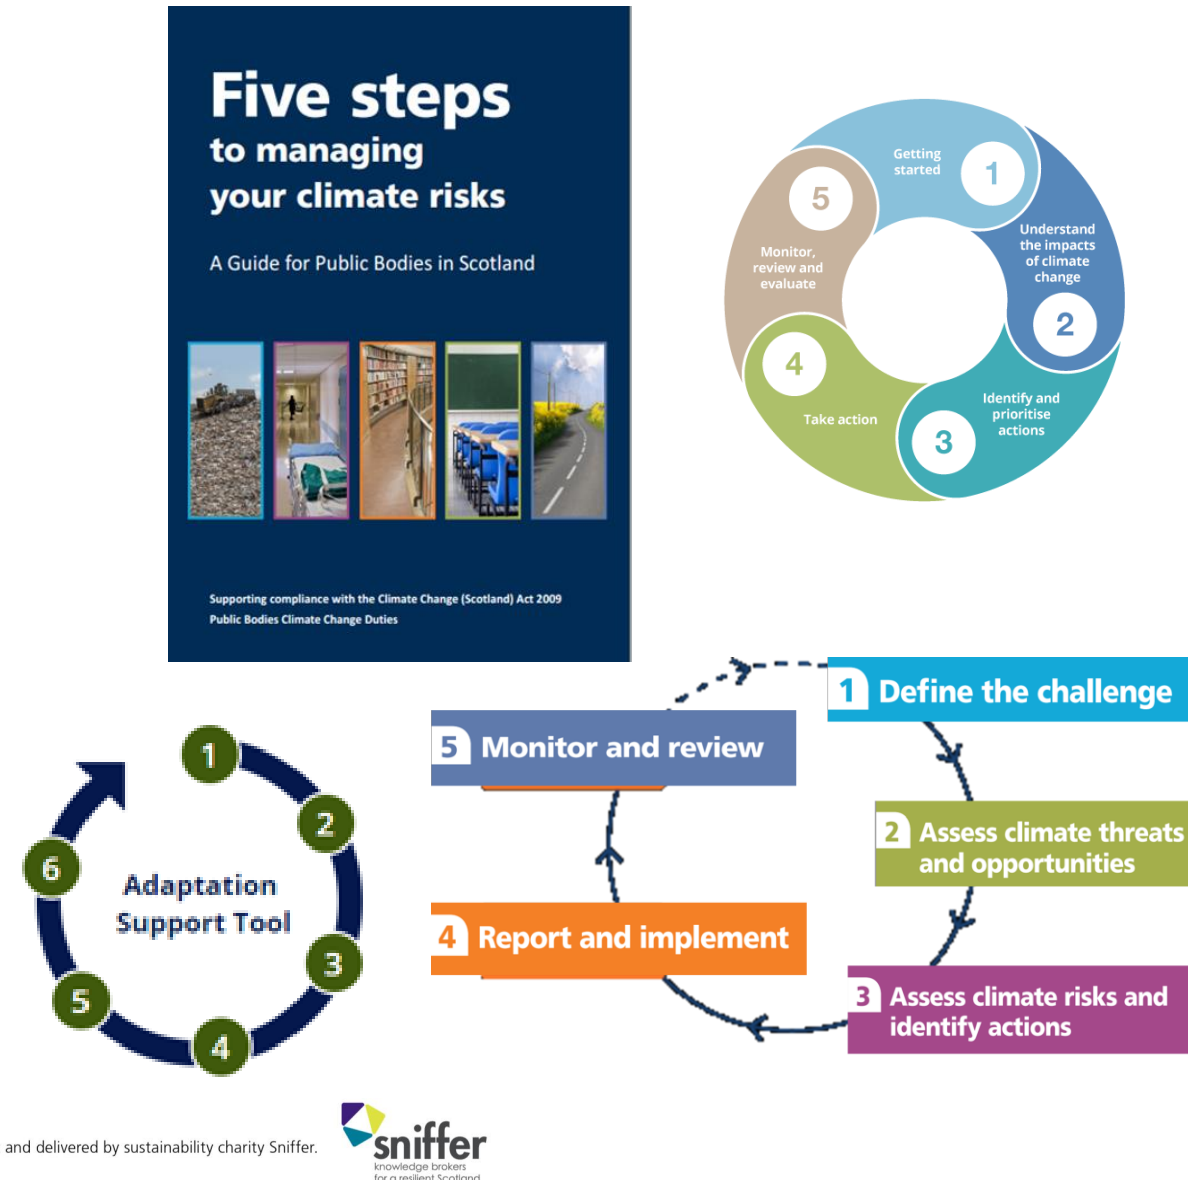 Five steps
to managing
your climate risks
A Guide for Public Bodies in Scotland
Supporting compliance with the Climate Change (Scotland) Act 2009
Public Bodies Climate Change Duties
Getting
started
1
Understand
the impacts
of climate
change
2
Identify and
prioritise
actions
3
4
Take action
5
Monitor,
review and
evaluate
1
2
3
4
5
6
Adaptation
Support Tool
1 Define the challenge
2 Assess climate threats
and opportunities
3 Assess climate risks and
identify actions
4 Report and implement
5 Monitor and review
and delivered by sustainability charity Sniffer.
sniffer
knowledge brokers
for a resilient Scotland